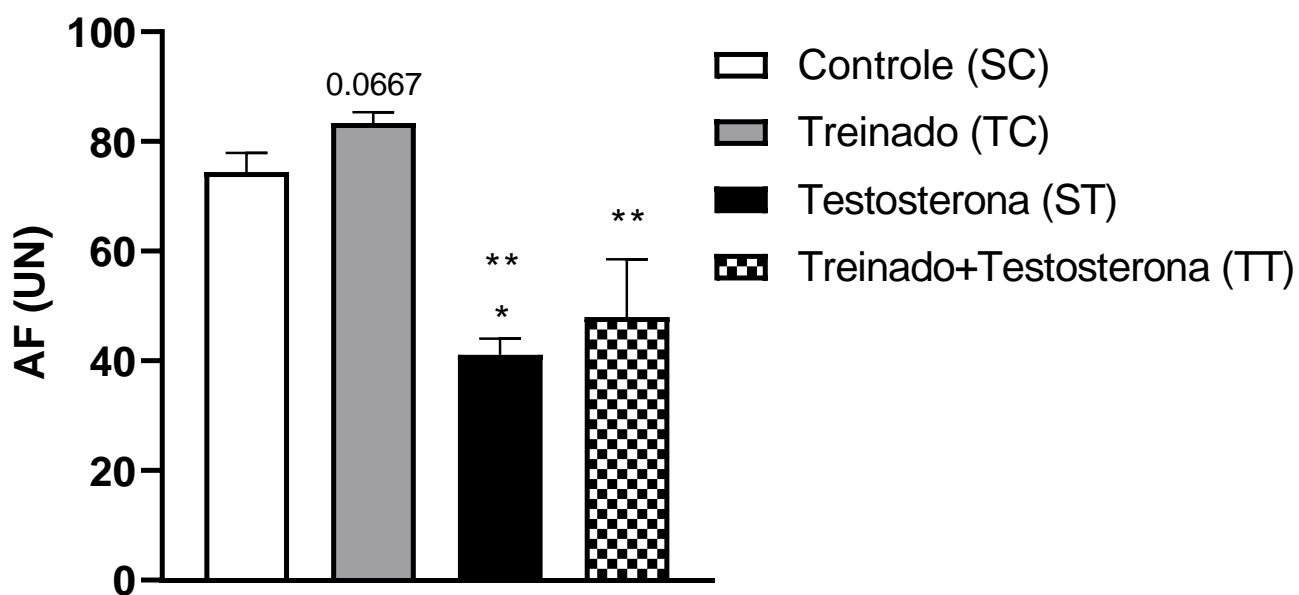 100
80
60
40
20
0
AF (UN)
0.0667
**
*
**
Controle (SC)
Treinado (TC)
Testosterona (ST)
Treinado+Testosterona (TT)